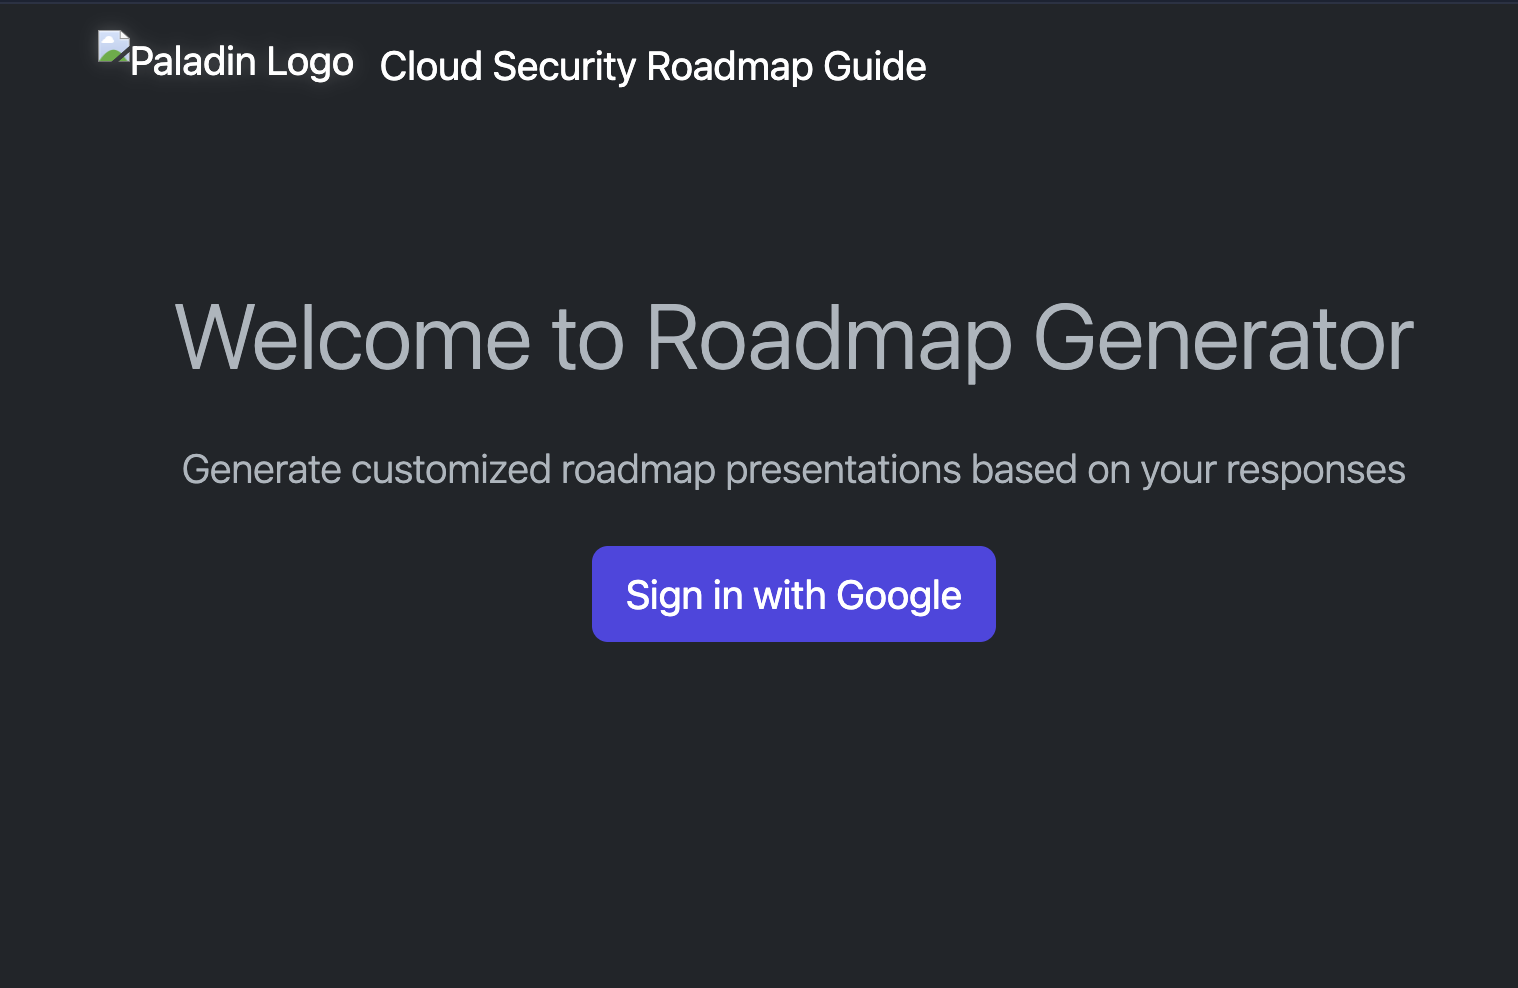 Paladin Logo Cloud Security Roadmap Guide
Welcome to Roadmap Generator
Generate customized roadmap presentations based on your responses
Sign in with Google